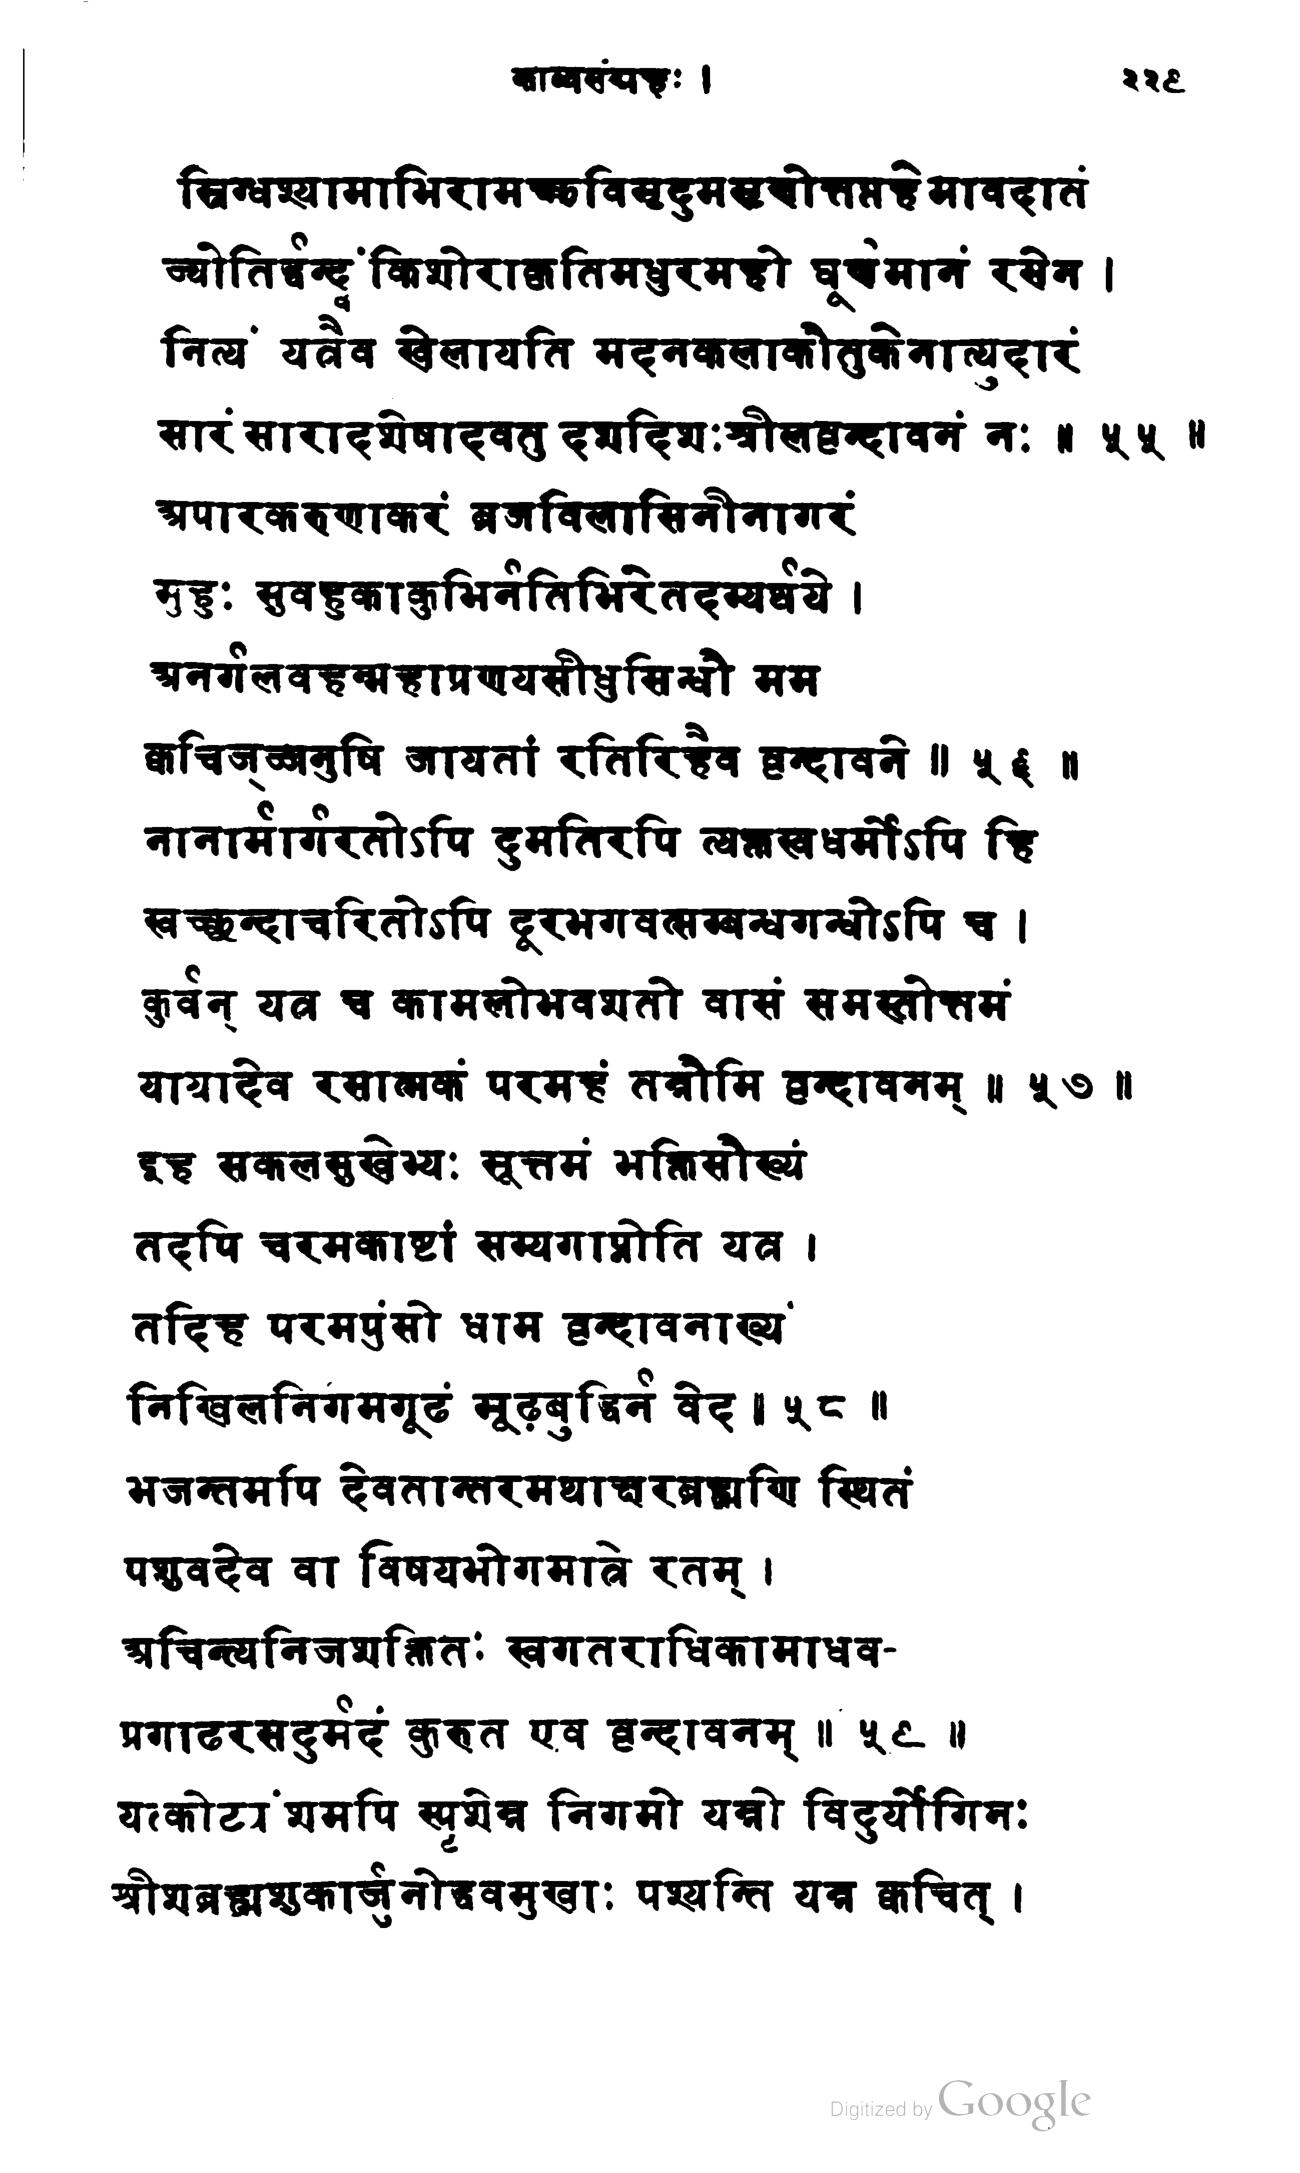 काव्यसंग्रहः । २२९
स्निग्धश्यामाभिरामच्छविमृदुमसृणोत्तप्तहेमावदातं
ज्योतिर्द्वन्द्वं किशोराकृतिमधुरमहो घूर्णमानं रसेन ।
नित्यं यत्रैव खेलायति मदनकलाकौतुकेनात्युदारं
सारं सारादशेषादवतु दशदिशः श्रीलवृन्दावनं नः ॥ ५५ ॥
अपारकरुणाकरं व्रजविलासिनीनागरं
मुहुः सुवहुकाकुभिर्नतिभिरेतदभ्यर्थये ।
अनर्गलवहन्महाप्रणयसीधुसिन्धौ मम
क्वचिज्जनुषि जायतां रतिरिहैव वृन्दावने ॥ ५६ ॥
नानार्मार्गरतोऽपि दुमतिरपि त्यक्तस्वधर्मोऽपि हि
स्वच्छन्दाचरितोऽपि दूरभगवत्सम्बन्धगन्धोऽपि च ।
कुर्वन् यत्र च कामलोभवशतो वासं समस्तोत्तमं
यायादेव रसात्मकं परमहं तन्नौमि वृन्दावनम् ॥ ५७ ॥
इह सकलसुखेभ्यः सूत्तमं भक्तिसौख्यं
तदपि चरमकाष्टां सम्यगाप्नोति यत्र ।
तदिह परमपुंसो धाम वृन्दावनाख्यं
निखिलनिगमगूढं मूढ़बुद्धिर्न वेद ॥ ५८ ॥
भजन्तमपि देवतान्तरमथाक्षरब्रह्मणि स्थितं
पशुवदेव वा विषयभोगमात्रे रतम् ।
अचिन्त्यनिजशक्तितः स्वगतराधिकामाधव-
प्रगाढरसदुर्मदं कुरुत एव वृन्दावनम् ॥ ५९ ॥
यत्कोट्यंशमपि स्पृशेन्न निगमो यन्नो विदुर्योगिनः
श्रीशब्रह्मशुकार्जुनोद्धवमुखाः पश्यन्ति यन्न क्वचित् ।
Digitized by Google